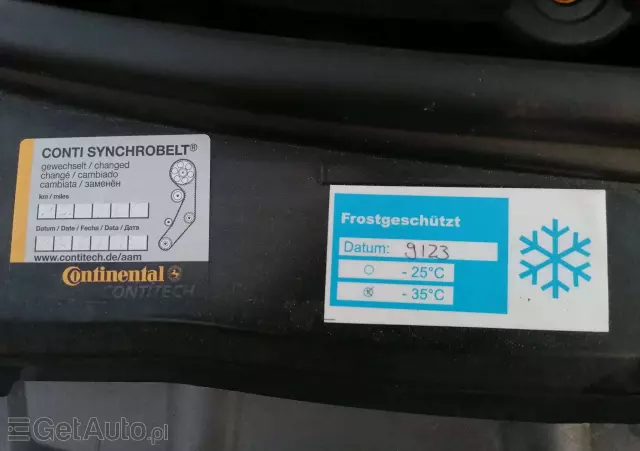 CONTI SYNCHROBELT®
gewechselt / changed
changé / cambiado
cambiata / заменён
km / miles
Datum / Date / Fecha / Data / Дата
www.contitech.de/aam
Continental
CONTITECH
Frostgeschützt
Datum: 9123
- 25°C
- 35°C
GetAuto.pl